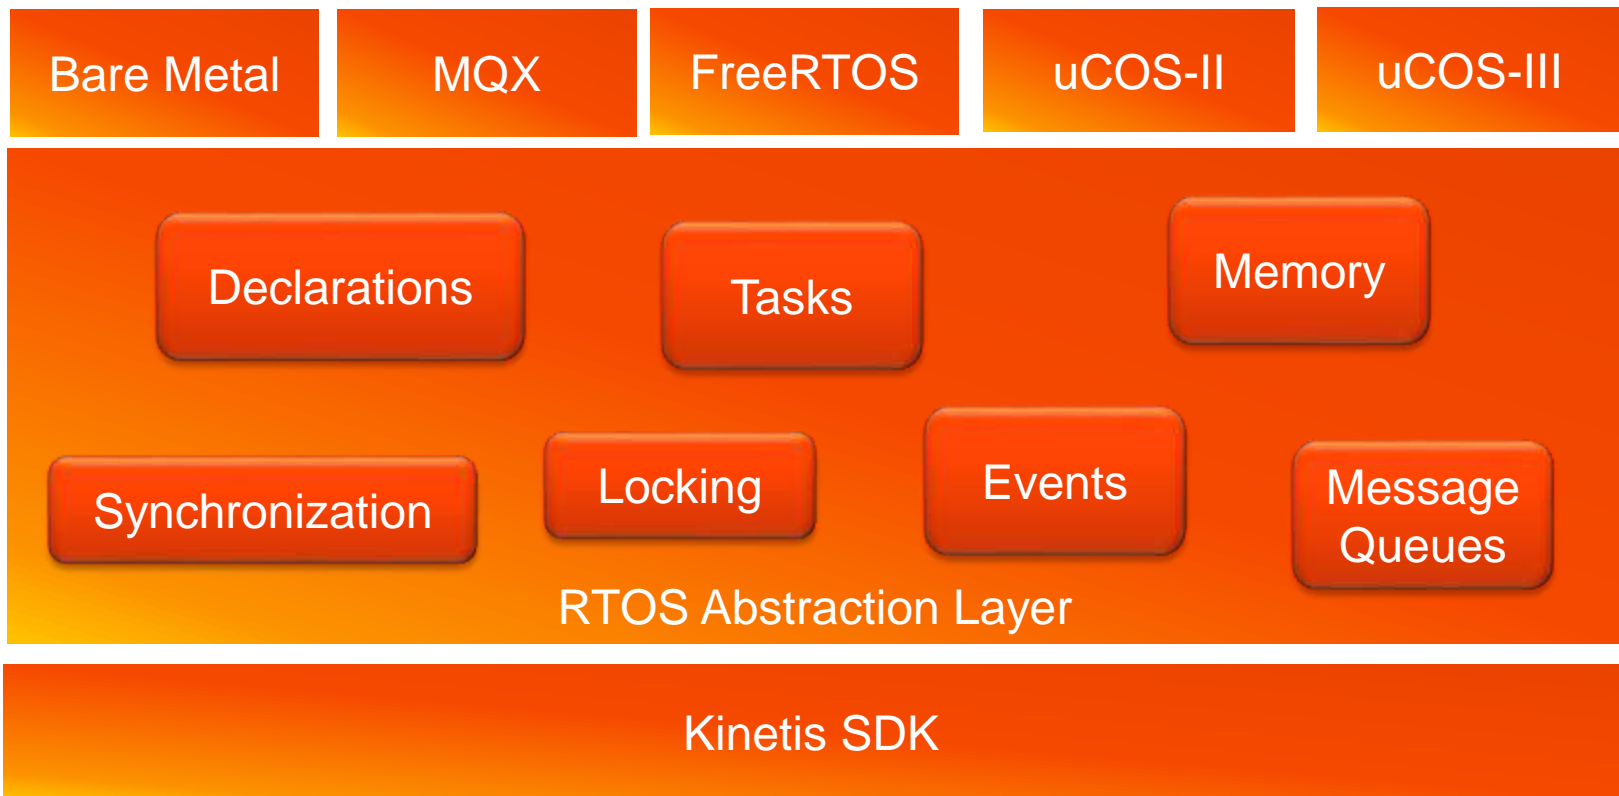 Bare Metal
MQX
FreeRTOS
uCOS-II
uCOS-III
Declarations
Tasks
Memory
Synchronization
Locking
Events
Message
Queues
RTOS Abstraction Layer
Kinetis SDK